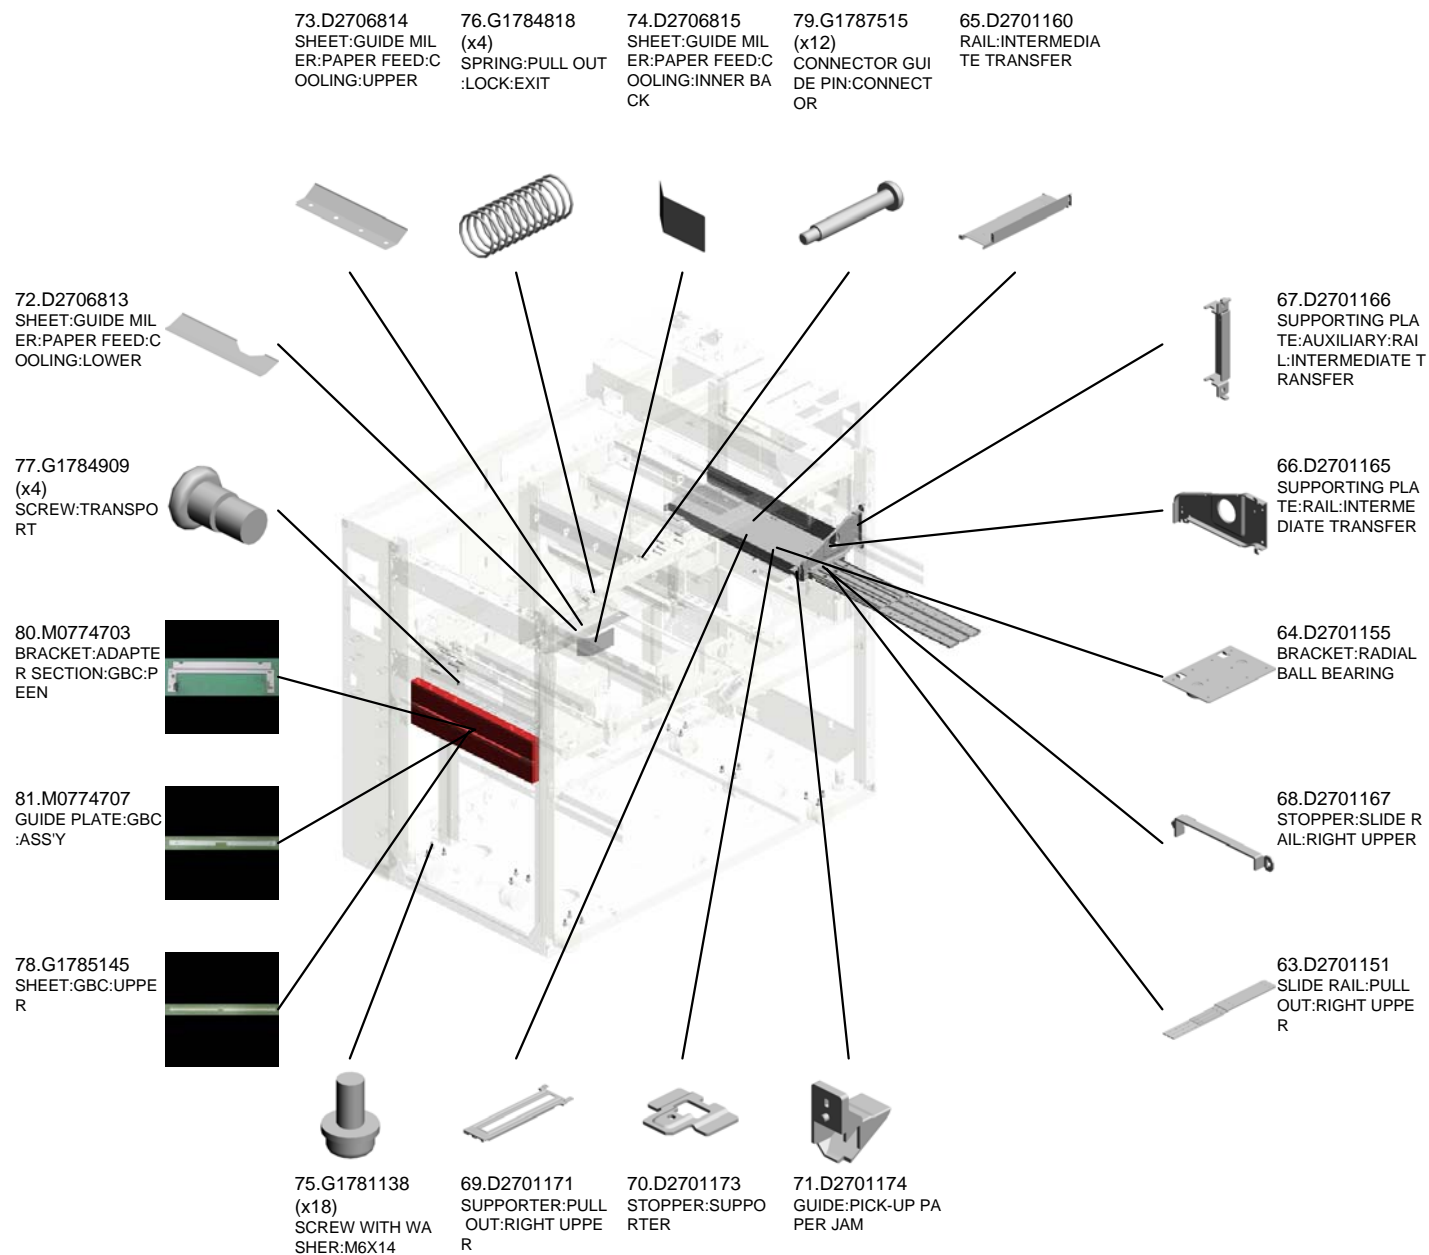 73.D2706814
SHEET:GUIDE MIL
ER:PAPER FEED:C
OOLING:UPPER
76.G1784818
(x4)
SPRING:PULL OUT
:LOCK:EXIT
74.D2706815
SHEET:GUIDE MIL
ER:PAPER FEED:C
OOLING:INNER BA
CK
79.G1787515
(x12)
CONNECTOR GUI
DE PIN:CONNECT
OR
65.D2701160
RAIL:INTERMEDIA
TE TRANSFER
72.D2706813
SHEET:GUIDE MIL
ER:PAPER FEED:C
OOLING:LOWER
67.D2701166
SUPPORTING PLA
TE:AUXILIARY:RAI
L:INTERMEDIATE T
RANSFER
77.G1784909
(x4)
SCREW:TRANSPO
RT
66.D2701165
SUPPORTING PLA
TE:RAIL:INTERME
DIATE TRANSFER
80.M0774703
BRACKET:ADAPTE
R SECTION:GBC:P
EEN
64.D2701155
BRACKET:RADIAL
BALL BEARING
81.M0774707
GUIDE PLATE:GBC
:ASS'Y
68.D2701167
STOPPER:SLIDE R
AIL:RIGHT UPPER
78.G1785145
SHEET:GBC:UPPE
R
63.D2701151
SLIDE RAIL:PULL
OUT:RIGHT UPPE
R
75.G1781138
(x18)
SCREW WITH WA
SHER:M6X14
69.D2701171
SUPPORTER:PULL
OUT:RIGHT UPPE
R
70.D2701173
STOPPER:SUPPO
RTER
71.D2701174
GUIDE:PICK-UP PA
PER JAM